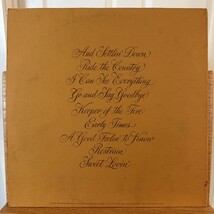 And Settlin' Down
Ride the Country
I Can See Everything
Go and Say Goodbye
Keeper of the Fire
Early Times
A Good Feelin' to Know
Restrain
Sweet Lovin'